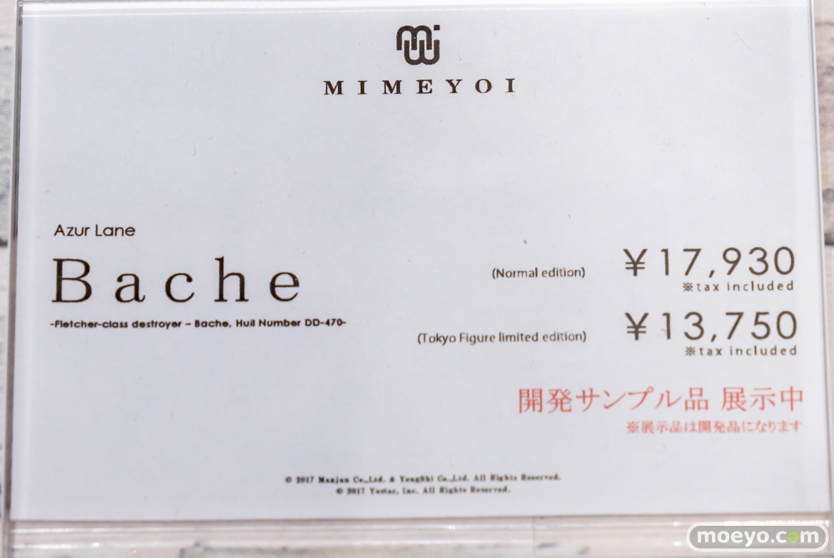 MIMEYOI
Azur Lane
Bache
-Fletcher-class destroyer – Bache, Hull Number DD-470-
(Normal edition) ¥17,930
※tax included
(Tokyo Figure limited edition) ¥13,750
※tax included
開発サンプル品 展示中
※展示品は開発品になります
© 2017 Manjuu Co.,Ltd. & YongShi Co.,Ltd. All Rights Reserved.
© 2017 Yostar, Inc. All Rights Reserved.
moeyo.com